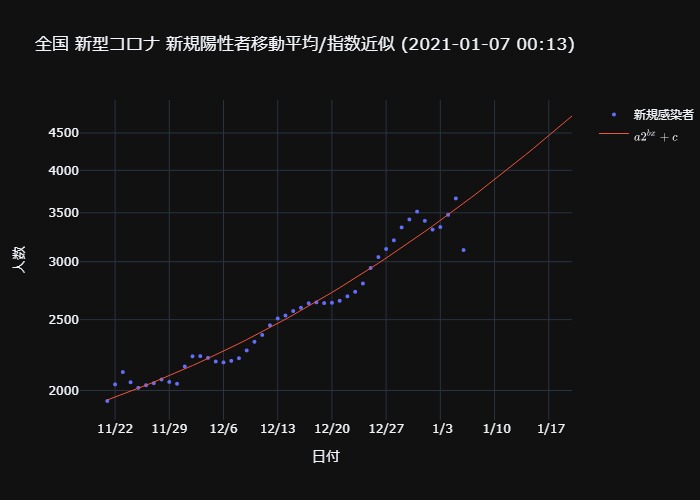 全国 新型コロナ 新規陽性者移動平均/指数近似 (2021-01-07 00:13)
新規感染者
a2^{bx} + c
4500
4000
3500
3000
2500
2000
人数
11/22 11/29 12/6 12/13 12/20 12/27 1/3 1/10 1/17
日付